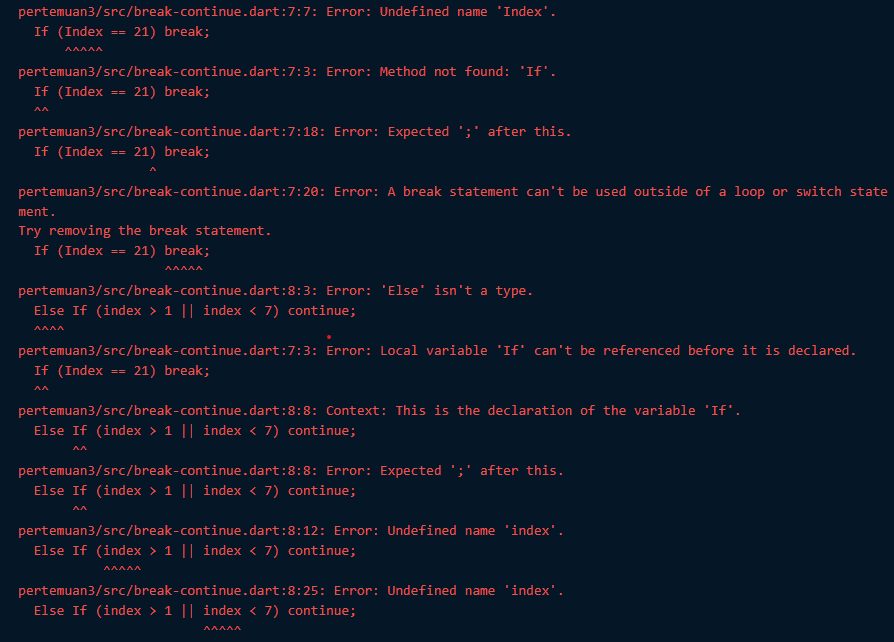 pertemuan3/src/break-continue.dart:7:7: Error: Undefined name 'Index'.
  If (Index == 21) break;
      ^^^^^
pertemuan3/src/break-continue.dart:7:3: Error: Method not found: 'If'.
  If (Index == 21) break;
  ^^
pertemuan3/src/break-continue.dart:7:18: Error: Expected ';' after this.
  If (Index == 21) break;
                 ^
pertemuan3/src/break-continue.dart:7:20: Error: A break statement can't be used outside of a loop or switch state
ment.
Try removing the break statement.
  If (Index == 21) break;
                   ^^^^^
pertemuan3/src/break-continue.dart:8:3: Error: 'Else' isn't a type.
  Else If (index > 1 || index < 7) continue;
  ^^^^
pertemuan3/src/break-continue.dart:7:3: Error: Local variable 'If' can't be referenced before it is declared.
  If (Index == 21) break;
  ^^
pertemuan3/src/break-continue.dart:8:8: Context: This is the declaration of the variable 'If'.
  Else If (index > 1 || index < 7) continue;
       ^^
pertemuan3/src/break-continue.dart:8:8: Error: Expected ';' after this.
  Else If (index > 1 || index < 7) continue;
       ^^
pertemuan3/src/break-continue.dart:8:12: Error: Undefined name 'index'.
  Else If (index > 1 || index < 7) continue;
           ^^^^^
pertemuan3/src/break-continue.dart:8:25: Error: Undefined name 'index'.
  Else If (index > 1 || index < 7) continue;
                        ^^^^^